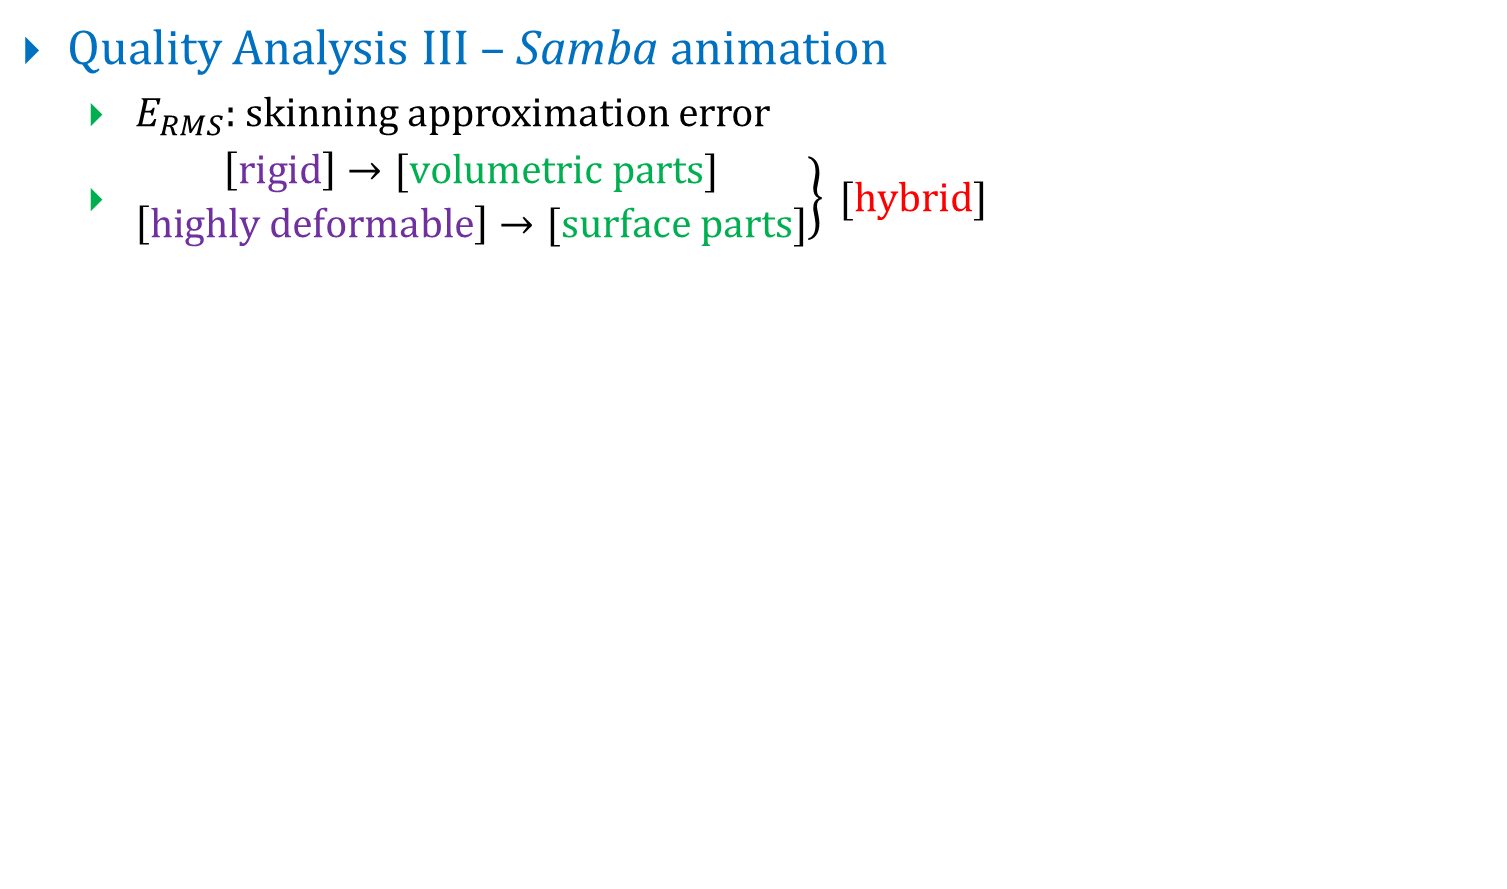 Quality Analysis III – Samba animation
E_RMS: skinning approximation error
[rigid] → [volumetric parts]
[highly deformable] → [surface parts]} [hybrid]